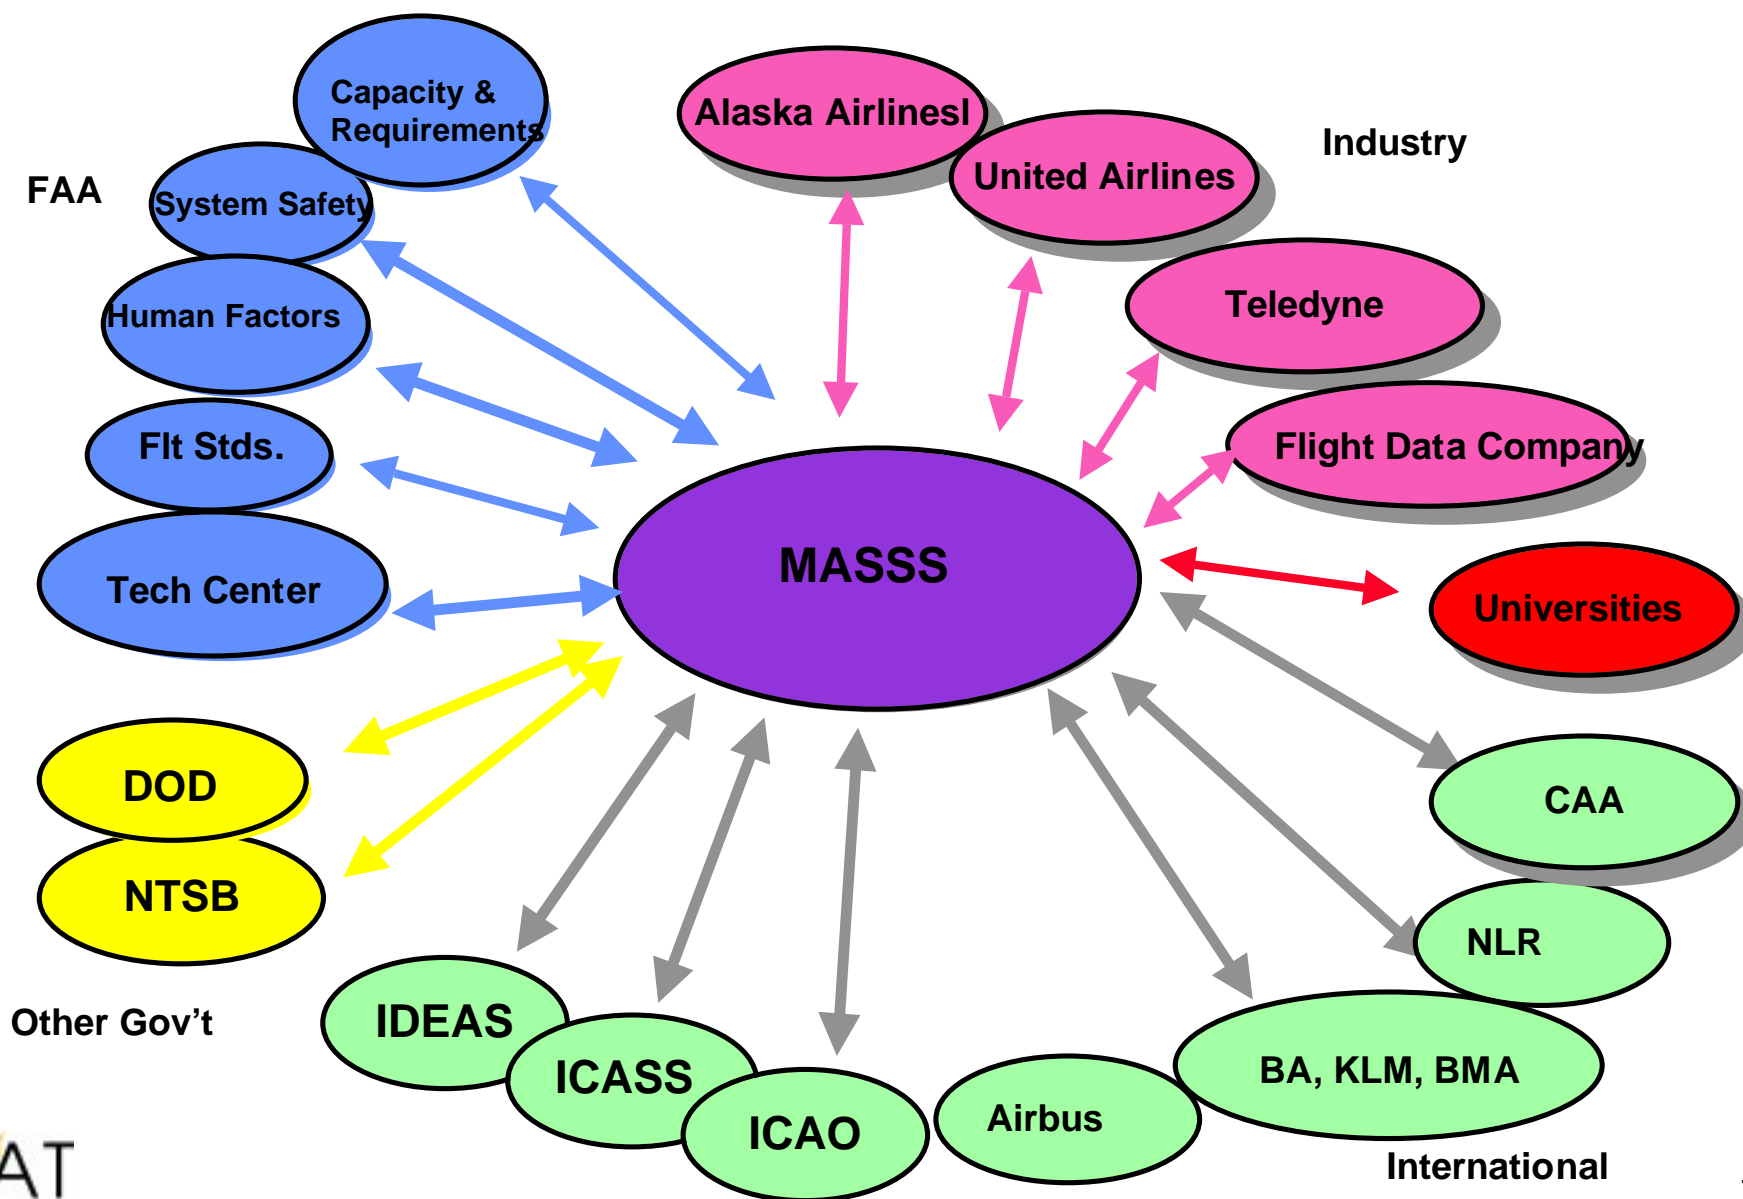 Capacity &
Requirements
Alaska Airlinesl
Industry
United Airlines
FAA
System Safety
Human Factors
Teledyne
Flt Stds.
Flight Data Company
MASSS
Tech Center
Universities
DOD
CAA
NTSB
NLR
Other Gov't
IDEAS
ICASS
BA, KLM, BMA
Airbus
ICAO
International
AT